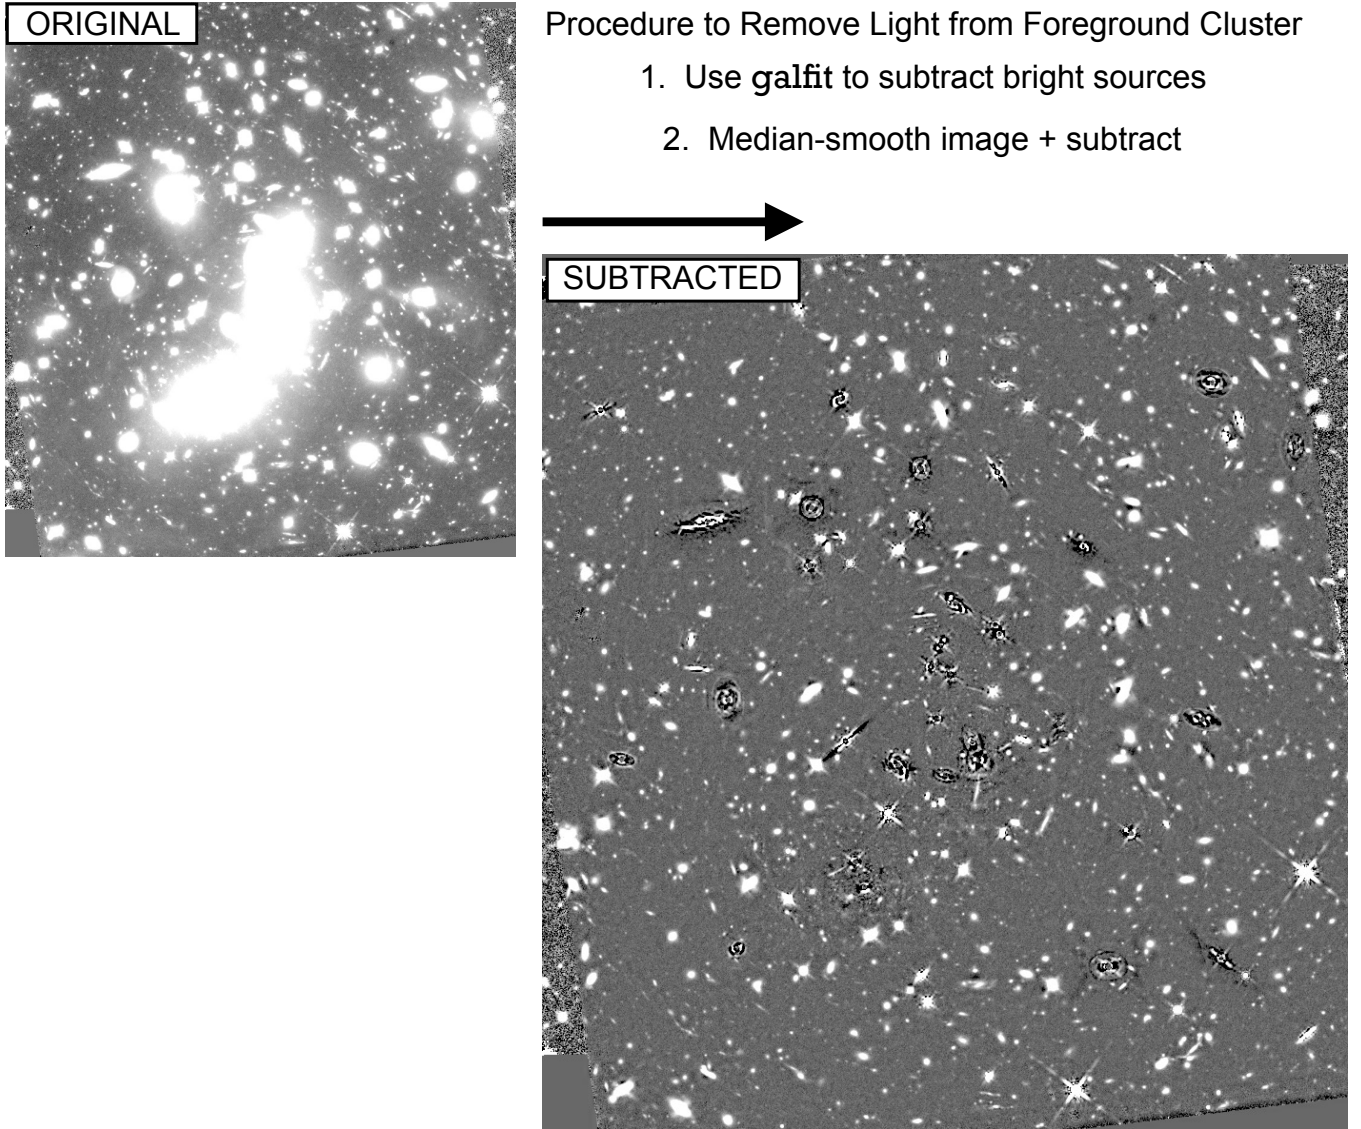 ORIGINAL
Procedure to Remove Light from Foreground Cluster
1. Use galfit to subtract bright sources
2. Median-smooth image + subtract
SUBTRACTED